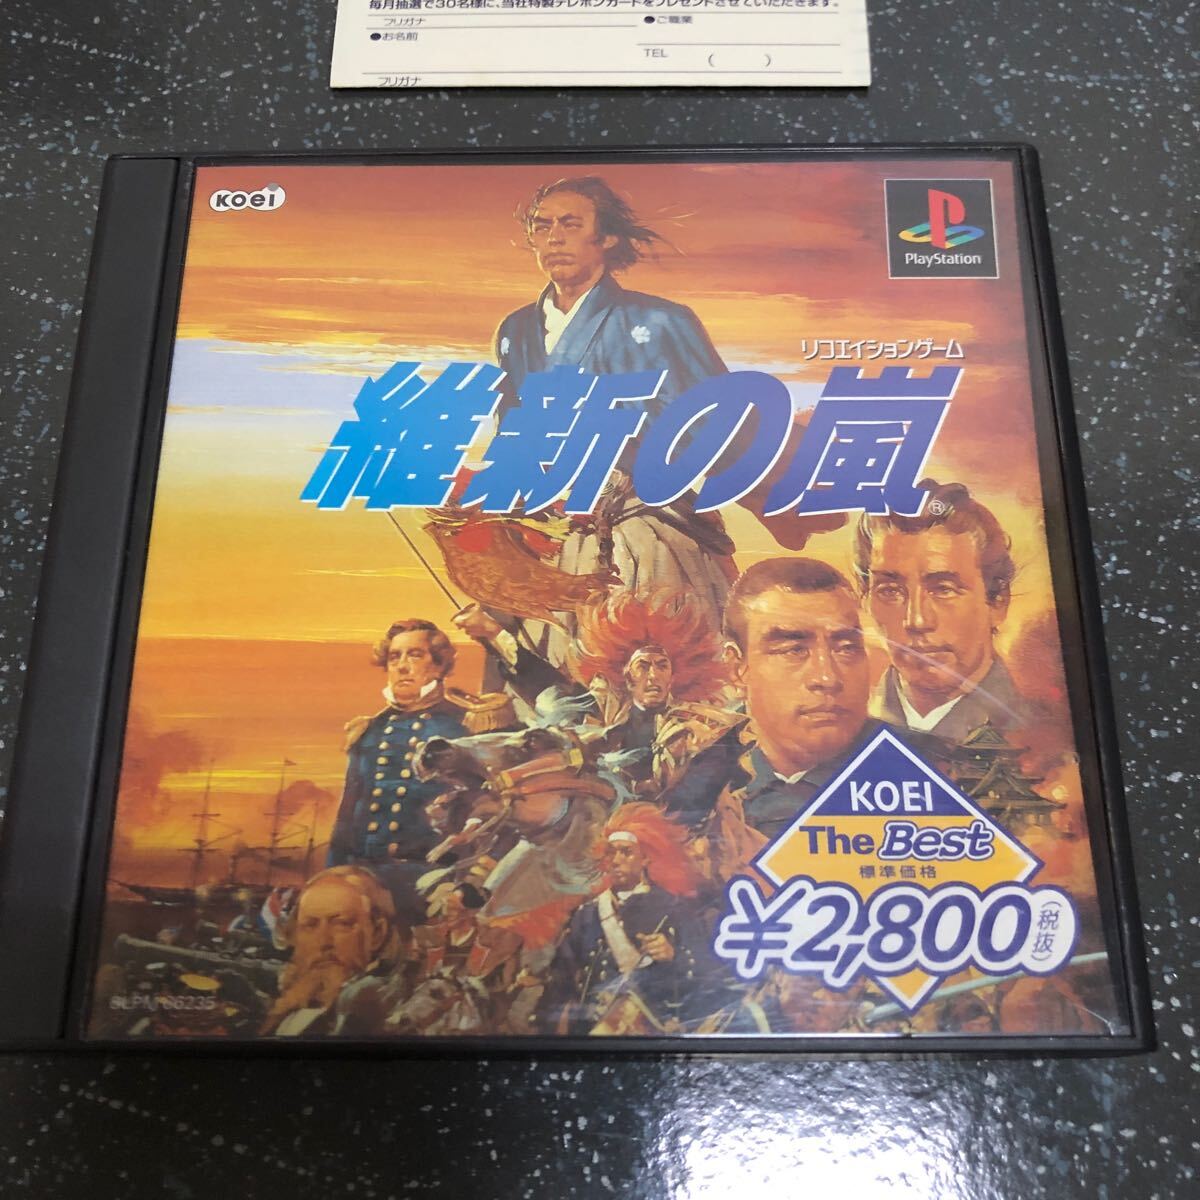 毎月抽選で30名様に、当社特製テレホンカードをプレゼントさせていただきます。
フリガナ
●お名前
●ご職業
TEL ( )
フリガナ
KOEI
PlayStation
リコエイションゲーム
維新の嵐®
KOEI
The Best
標準価格
¥2,800(税抜)
SLPM 86235